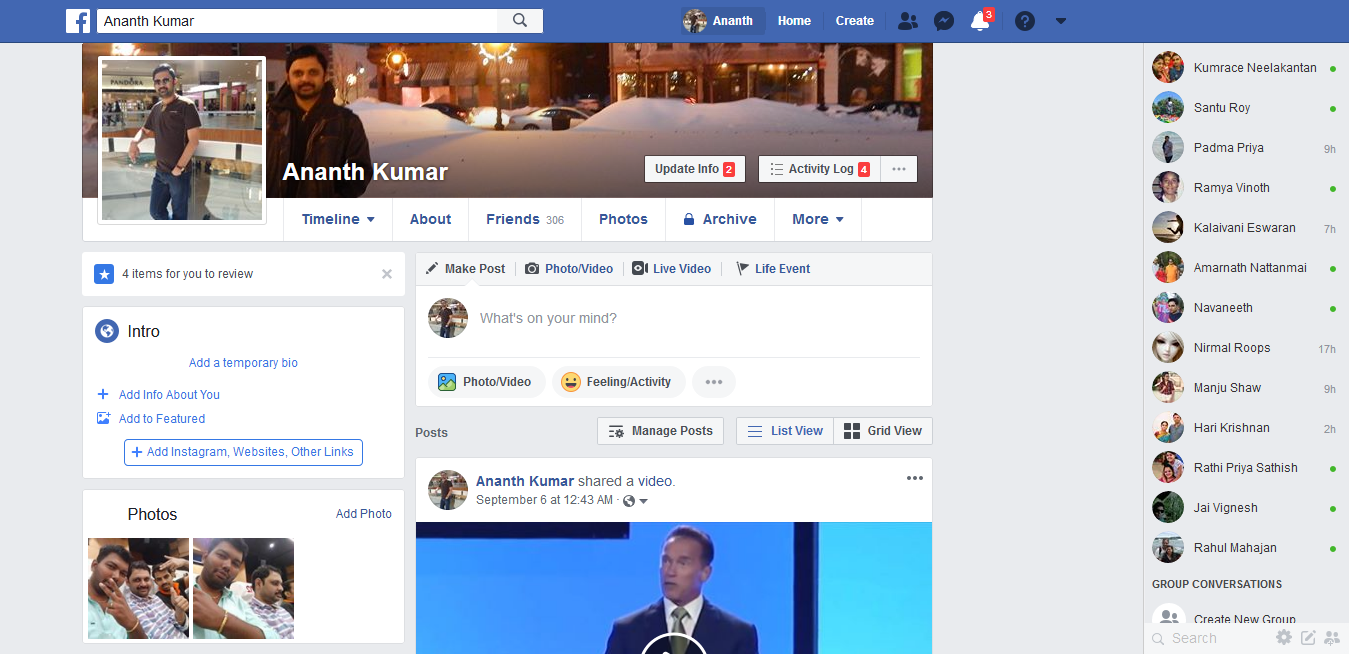 Ananth Kumar
Ananth
Home
Create
3
PANDORA
Ananth Kumar
Update Info 2
Activity Log 4
Timeline
About
Friends 306
Photos
Archive
More
4 items for you to review
Intro
Add a temporary bio
+ Add Info About You
Add to Featured
+ Add Instagram, Websites, Other Links
Photos
Add Photo
Make Post
Photo/Video
Live Video
Life Event
What's on your mind?
Photo/Video
Feeling/Activity
Posts
Manage Posts
List View
Grid View
Ananth Kumar shared a video.
September 6 at 12:43 AM ·
Kumrace Neelakantan
Santu Roy
Padma Priya 9h
Ramya Vinoth
Kalaivani Eswaran 7h
Amarnath Nattanmai
Navaneeth
Nirmal Roops 17h
Manju Shaw 9h
Hari Krishnan 2h
Rathi Priya Sathish
Jai Vignesh
Rahul Mahajan
GROUP CONVERSATIONS
Create New Group
Search